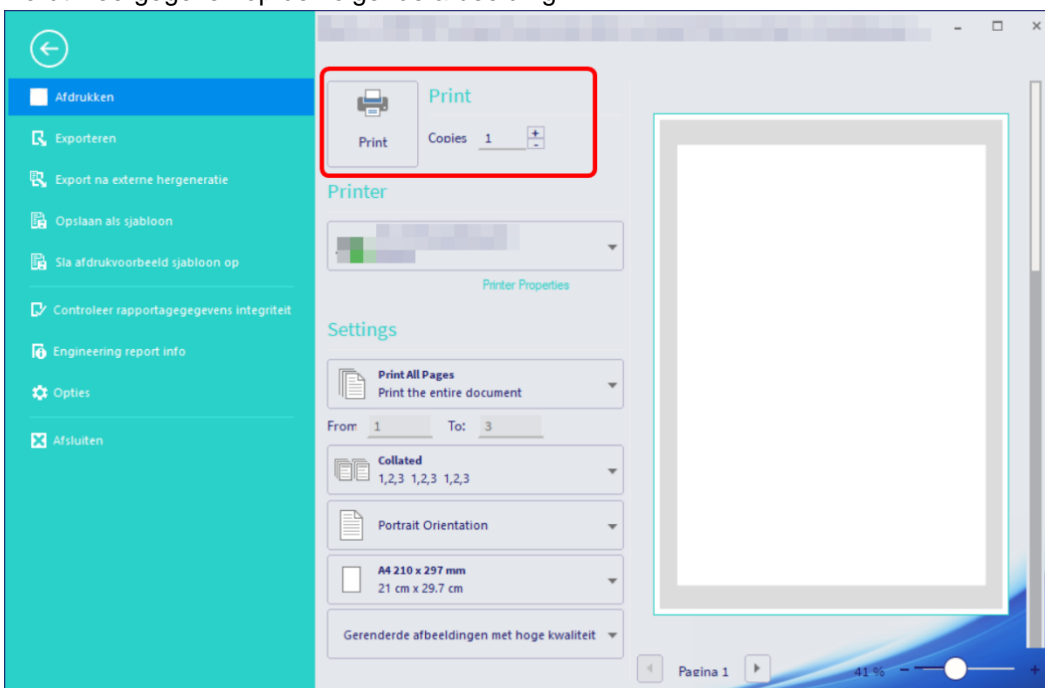 Afdrukken
Exporteren
Export na externe hergeneratie
Opslaan als sjabloon
Sla afdrukvoorbeeld sjabloon op
Controleer rapportagegegevens integriteit
Engineering report info
Opties
Afsluiten
Print
Print
Copies 1 + -
Printer
Printer Properties
Settings
Print All Pages
Print the entire document
From 1 To: 3
Collated
1,2,3 1,2,3 1,2,3
Portrait Orientation
A4 210 x 297 mm
21 cm x 29.7 cm
Gerenderde afbeeldingen met hoge kwaliteit
Pagina 1
41 % - +